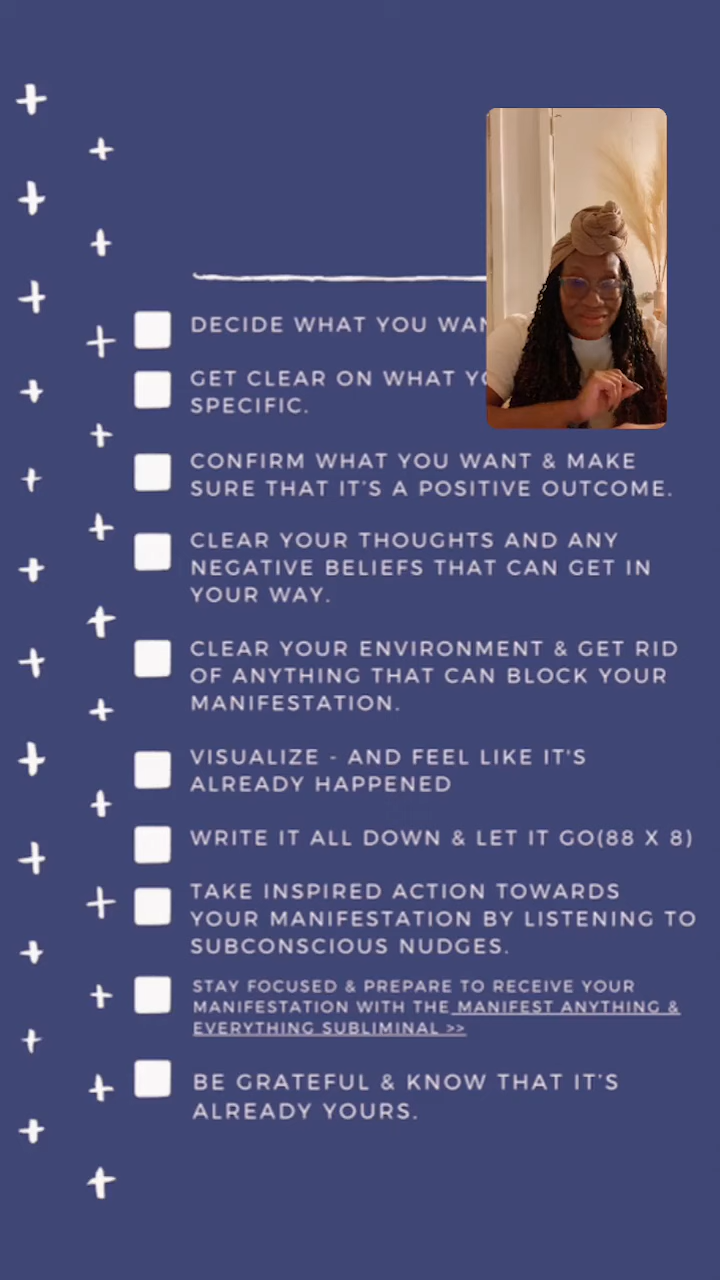 DECIDE WHAT YOU
GET CLEAR ON WHAT
SPECIFIC.
CONFIRM WHAT YOU WANT & MAKE
SURE THAT IT'S A POSITIVE OUTCOME.
CLEAR YOUR THOUGHTS AND ANY
NEGATIVE BELIEFS THAT CAN GET IN
YOUR WAY.
CLEAR YOUR ENVIRONMENT & GET RID
OF ANYTHING THAT CAN BLOCK YOUR
MANIFESTATION.
VISUALIZE - AND FEEL LIKE IT'S
ALREADY HAPPENED
WRITE IT ALL DOWN & LET IT GO(88 X 8)
TAKE INSPIRED ACTION TOWARDS
YOUR MANIFESTATION BY LISTENING TO
SUBCONSCIOUS NUDGES.
STAY FOCUSED & PREPARE TO RECEIVE YOUR
MANIFESTATION WITH THE MANIFEST ANYTHING &
EVERYTHING SUBLIMINAL >>
BE GRATEFUL & KNOW THAT IT'S
ALREADY YOURS.